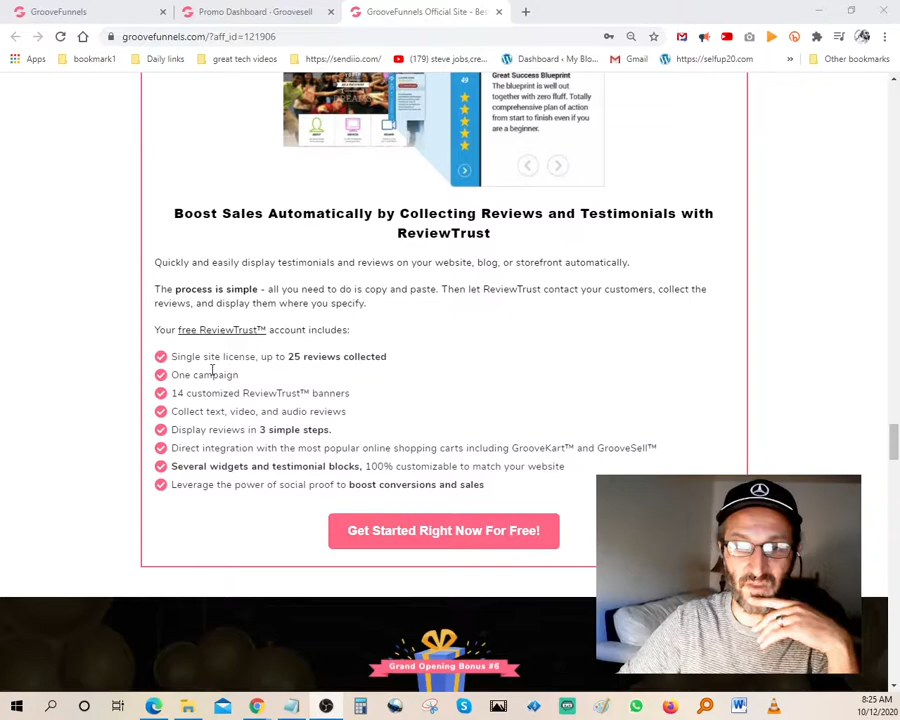 GrooveFunnels
Promo Dashboard - Groovesell
GrooveFunnels Official Site - Bes
groovefunnels.com/?aff_id=121906
Apps
bookmark1
Daily links
great tech videos
https://sendiio.com/
(179) steve jobs,cre...
Dashboard ‹ My Blo...
Gmail
https://selfup20.com
»
Other bookmarks
49
Great Success Blueprint
The blueprint is well out
together with zero fluff. Totally
comprehensive plan of action
from start to finish even if you
are a beginner.
Boost Sales Automatically by Collecting Reviews and Testimonials with
ReviewTrust
Quickly and easily display testimonials and reviews on your website, blog, or storefront automatically.
The process is simple - all you need to do is copy and paste. Then let ReviewTrust contact your customers, collect the
reviews, and display them where you specify.
Your free ReviewTrust™ account includes:
Single site license, up to 25 reviews collected
One campaign
14 customized ReviewTrust™ banners
Collect text, video, and audio reviews
Display reviews in 3 simple steps.
Direct integration with the most popular online shopping carts including GrooveKart™ and GrooveSell™
Several widgets and testimonial blocks, 100% customizable to match your website
Leverage the power of social proof to boost conversions and sales
Get Started Right Now For Free!
Grand Opening Bonus #6
8:25 AM
10/12/2020